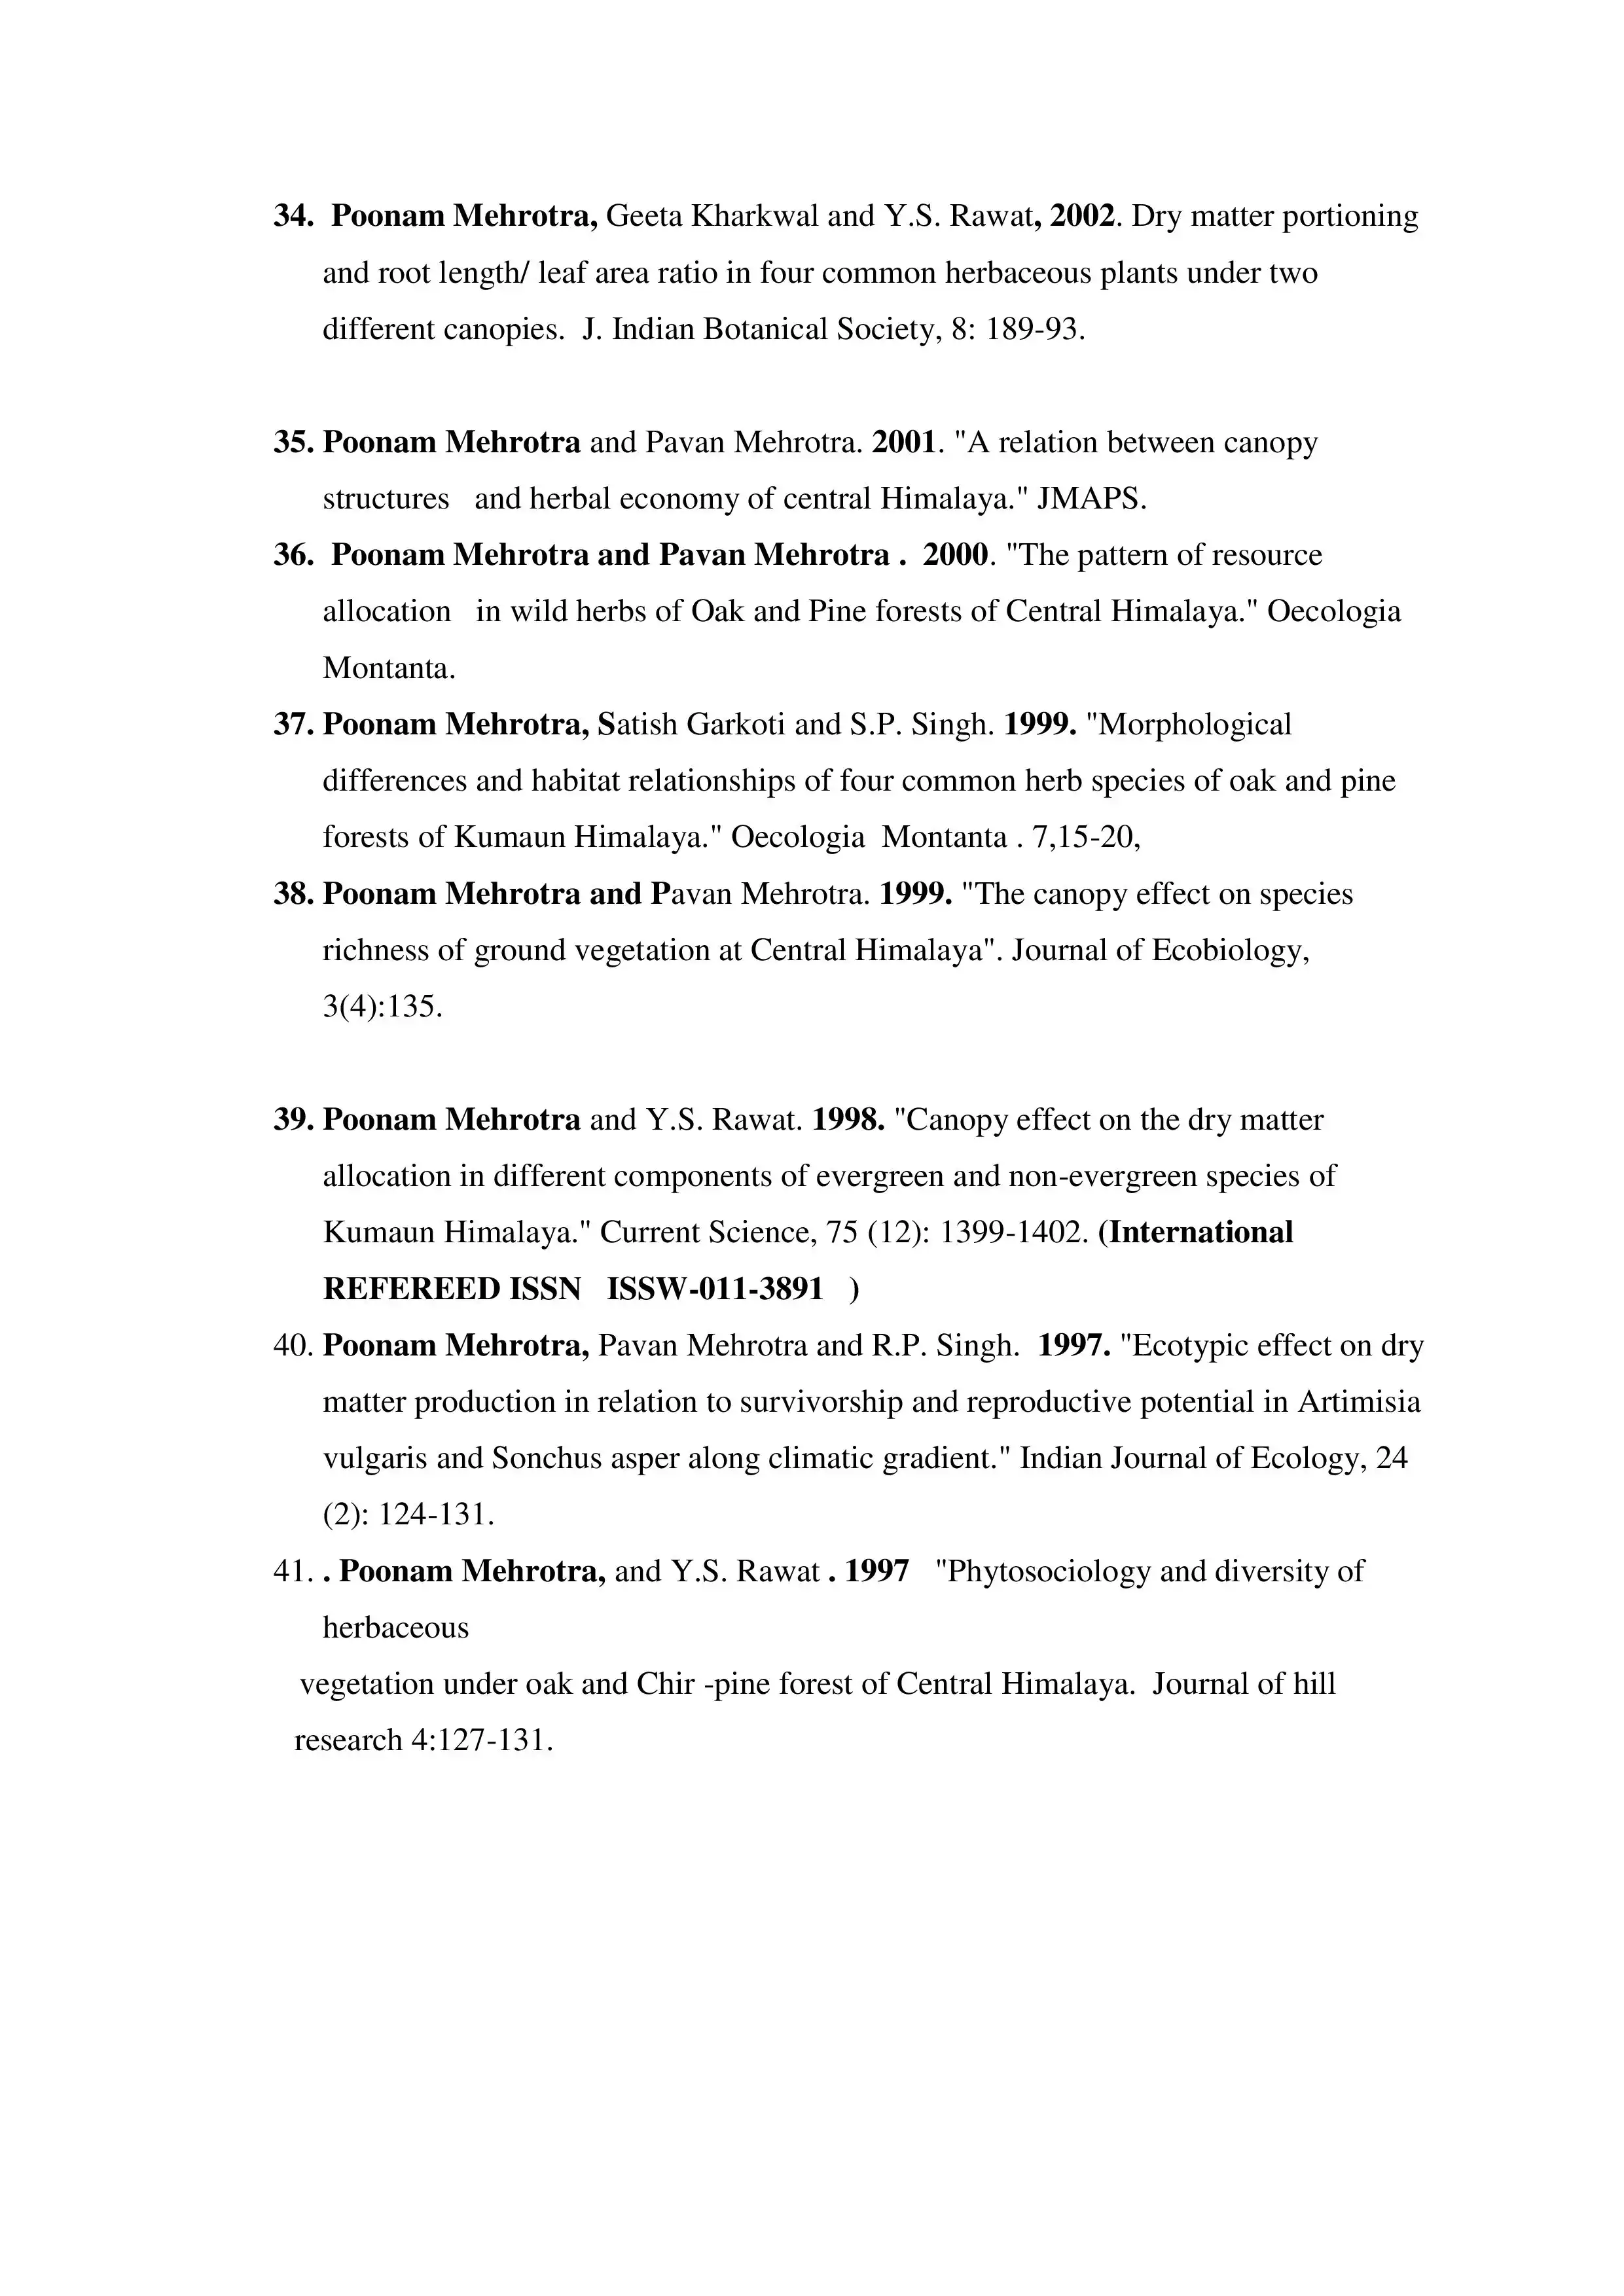 34. Poonam Mehrotra, Geeta Kharkwal and Y.S. Rawat, 2002. Dry matter portioning
and root length/ leaf area ratio in four common herbaceous plants under two
different canopies. J. Indian Botanical Society, 8: 189-93.
35. Poonam Mehrotra and Pavan Mehrotra. 2001. "A relation between canopy
structures and herbal economy of central Himalaya." JMAPS.
36. Poonam Mehrotra and Pavan Mehrotra . 2000. "The pattern of resource
allocation in wild herbs of Oak and Pine forests of Central Himalaya." Oecologia
Montanta.
37. Poonam Mehrotra, Satish Garkoti and S.P. Singh. 1999. "Morphological
differences and habitat relationships of four common herb species of oak and pine
forests of Kumaun Himalaya." Oecologia Montanta . 7,15-20,
38. Poonam Mehrotra and Pavan Mehrotra. 1999. "The canopy effect on species
richness of ground vegetation at Central Himalaya". Journal of Ecobiology,
3(4):135.
39. Poonam Mehrotra and Y.S. Rawat. 1998. "Canopy effect on the dry matter
allocation in different components of evergreen and non-evergreen species of
Kumaun Himalaya." Current Science, 75 (12): 1399-1402. (International
REFEREED ISSN ISSW-011-3891 )
40. Poonam Mehrotra, Pavan Mehrotra and R.P. Singh. 1997. "Ecotypic effect on dry
matter production in relation to survivorship and reproductive potential in Artimisia
vulgaris and Sonchus asper along climatic gradient." Indian Journal of Ecology, 24
(2): 124-131.
41. . Poonam Mehrotra, and Y.S. Rawat . 1997 "Phytosociology and diversity of
herbaceous
vegetation under oak and Chir -pine forest of Central Himalaya. Journal of hill
research 4:127-131.